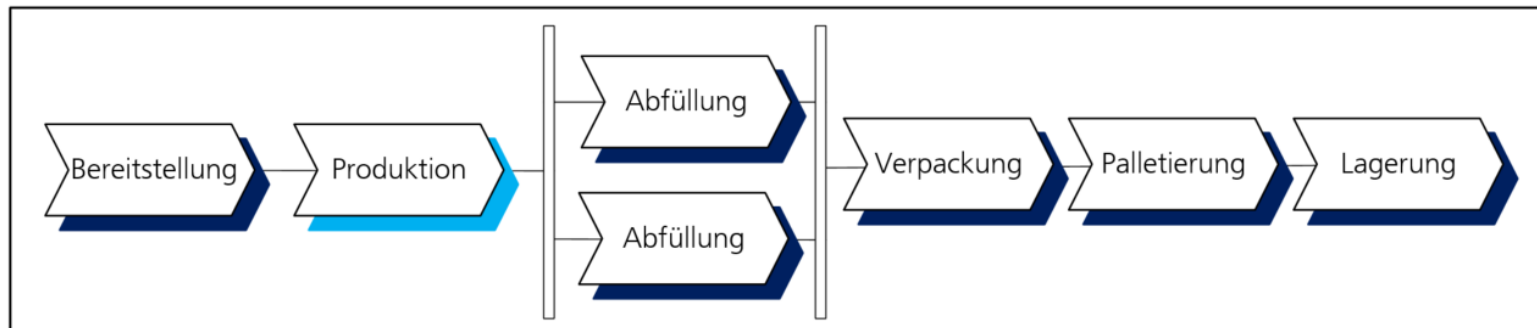 Bereitstellung
Produktion
Abfüllung
Abfüllung
Verpackung
Palletierung
Lagerung